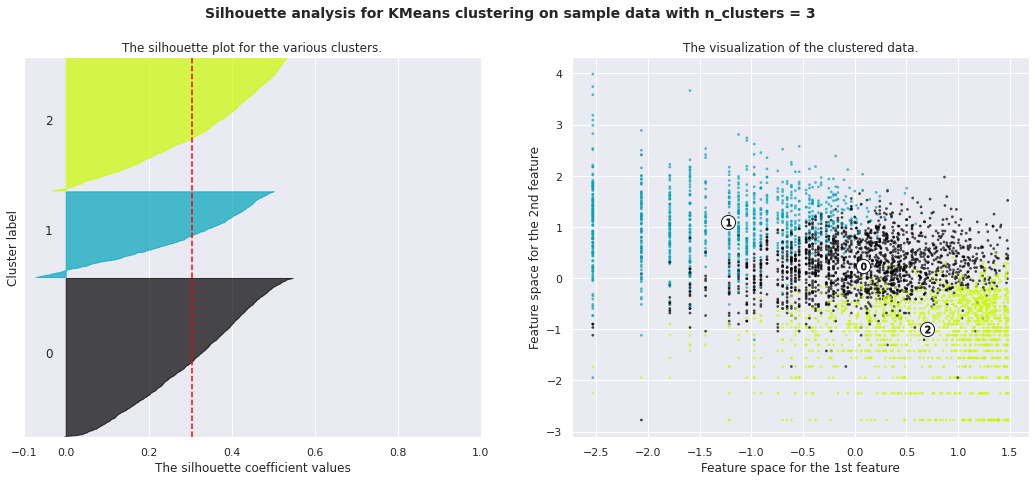 Silhouette analysis for KMeans clustering on sample data with n_clusters = 3
The silhouette plot for the various clusters.
Cluster label
2
1
0
−0.1 0.0 0.2 0.4 0.6 0.8 1.0
The silhouette coefficient values
The visualization of the clustered data.
Feature space for the 2nd feature
4
3
2
1
0
−1
−2
−3
1
0
2
−2.5 −2.0 −1.5 −1.0 −0.5 0.0 0.5 1.0 1.5
Feature space for the 1st feature